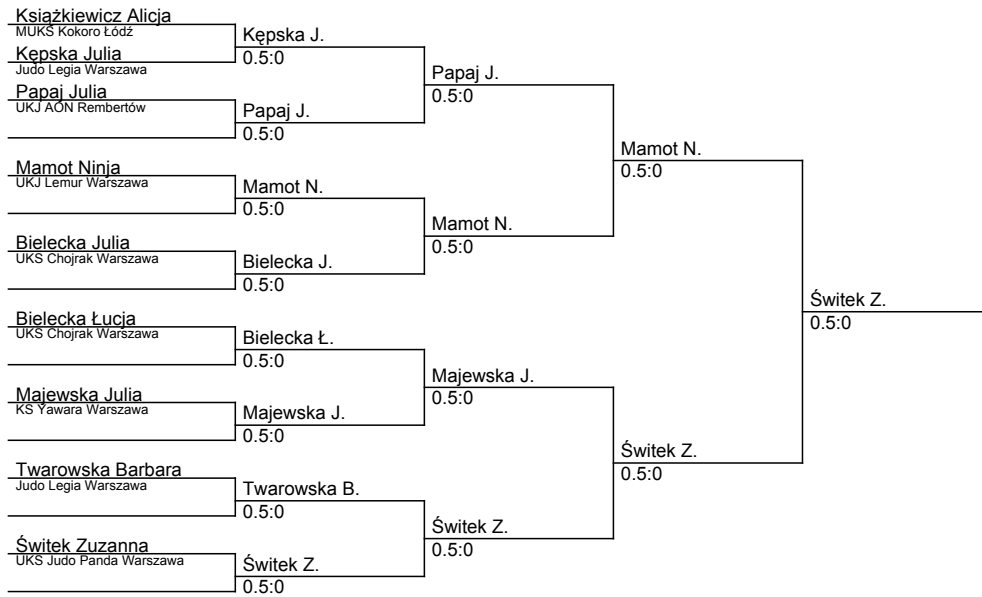 Książkiewicz Alicja
MUKS Kokoro Łódź
Kępska Julia
Judo Legia Warszawa
Papaj Julia
UKJ AON Rembertów
Mamot Ninja
UKJ Lemur Warszawa
Bielecka Julia
UKS Chojrak Warszawa
Bielecka Łucja
UKS Chojrak Warszawa
Majewska Julia
KS Yawara Warszawa
Twarowska Barbara
Judo Legia Warszawa
Świtek Zuzanna
UKS Judo Panda Warszawa
Kępska J.
0.5:0
Papaj J.
0.5:0
Mamot N.
0.5:0
Bielecka J.
0.5:0
Bielecka Ł.
0.5:0
Majewska J.
0.5:0
Twarowska B.
0.5:0
Świtek Z.
0.5:0
Papaj J.
0.5:0
Mamot N.
0.5:0
Majewska J.
0.5:0
Świtek Z.
0.5:0
Mamot N.
0.5:0
Świtek Z.
0.5:0
Świtek Z.
0.5:0